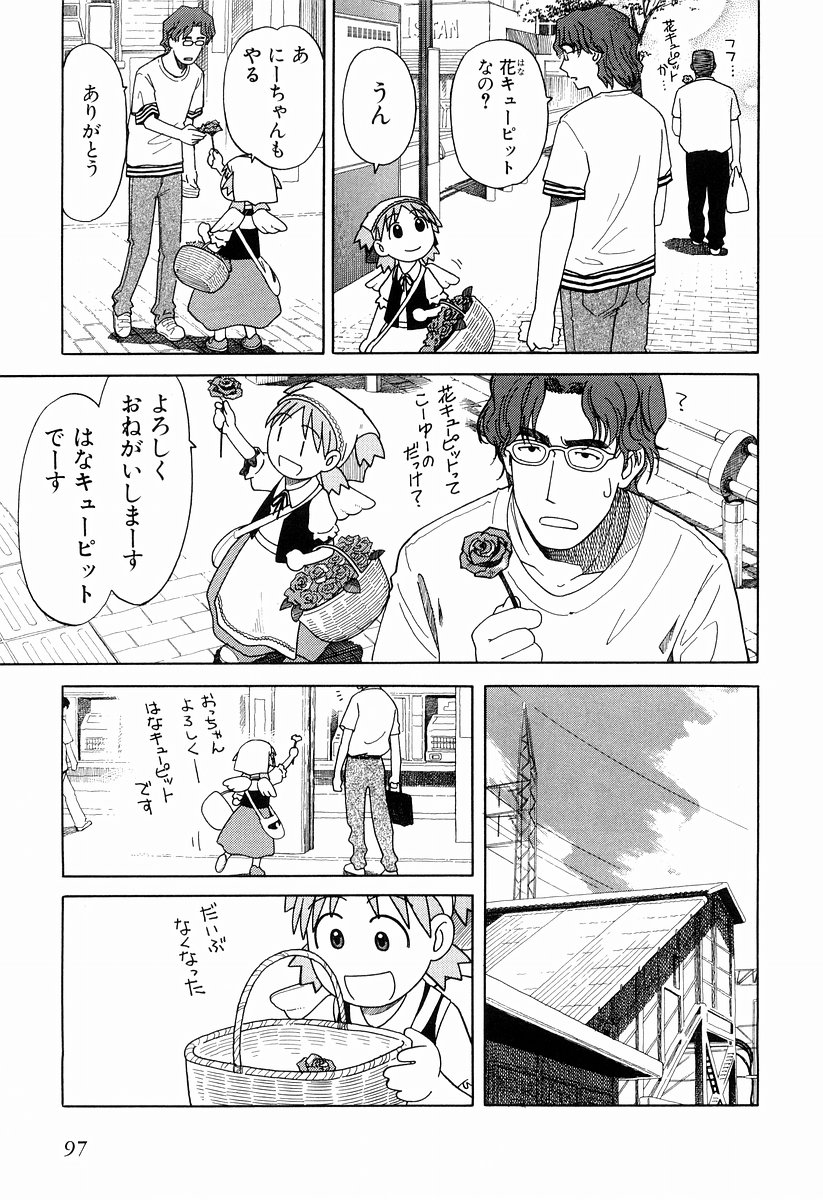 フフ…
花キューピット
か…
花キューピット
なの?
はな
うん
ISTAN
あ
にーちゃんも
やる
ありがとう
?
花キューピットって
こーゆーの
だっけ?
よろしく
おねがいしまーす
はなキューピット
でーす
おっちゃん
よろしくー
はなキューピット
です
だいぶ
なくなった
97